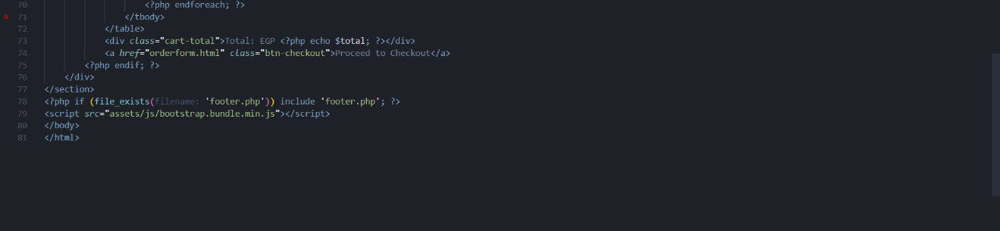 70 <?php endforeach; ?>
71 </tbody>
72 </table>
73 <div class="cart-total">Total: EGP <?php echo $total; ?></div>
74 <a href="orderform.html" class="btn-checkout">Proceed to Checkout</a>
75 <?php endif; ?>
76 </div>
77 </section>
78 <?php if (file_exists(filename: 'footer.php')) include 'footer.php'; ?>
79 <script src="assets/js/bootstrap.bundle.min.js"></script>
80 </body>
81 </html>